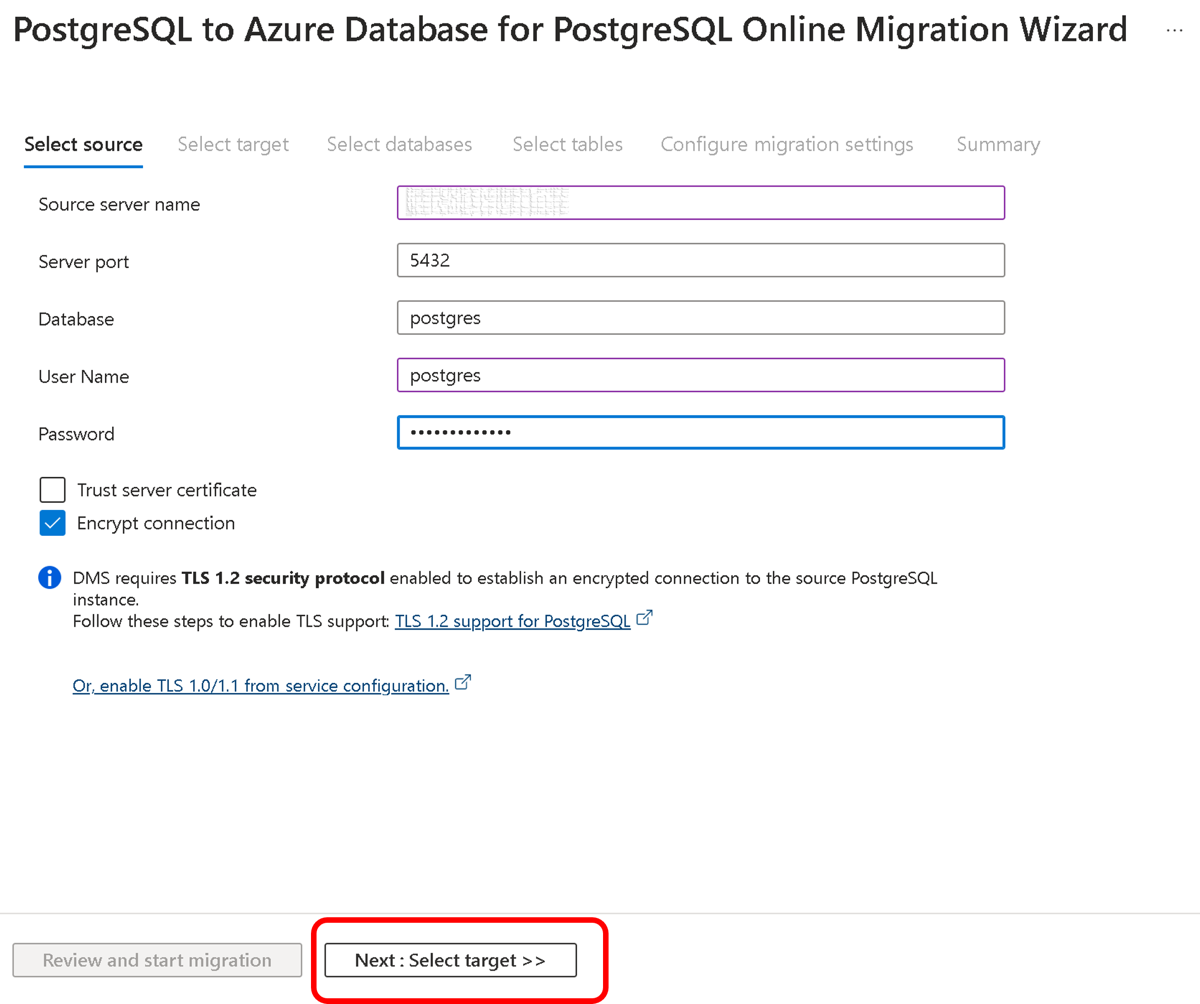 PostgreSQL to Azure Database for PostgreSQL Online Migration Wizard ...
Select source Select target Select databases Select tables Configure migration settings Summary
Source server name
Server port 5432
Database postgres
User Name postgres
Password •••••••••••••
Trust server certificate
Encrypt connection
DMS requires TLS 1.2 security protocol enabled to establish an encrypted connection to the source PostgreSQL
instance.
Follow these steps to enable TLS support: TLS 1.2 support for PostgreSQL
Or, enable TLS 1.0/1.1 from service configuration.
Review and start migration Next : Select target >>